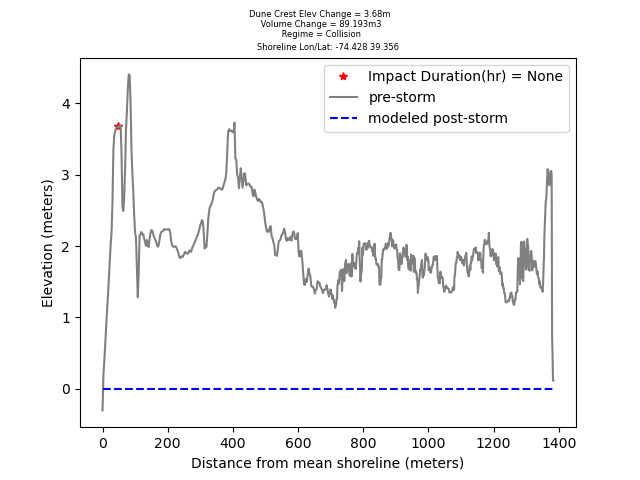 Dune Crest Elev Change = 3.68m
Volume Change = 89.193m3
Regime = Collision
Shoreline Lon/Lat: -74.428 39.356
Impact Duration(hr) = None
pre-storm
modeled post-storm
Elevation (meters)
4
3
2
1
0
0 200 400 600 800 1000 1200 1400
Distance from mean shoreline (meters)